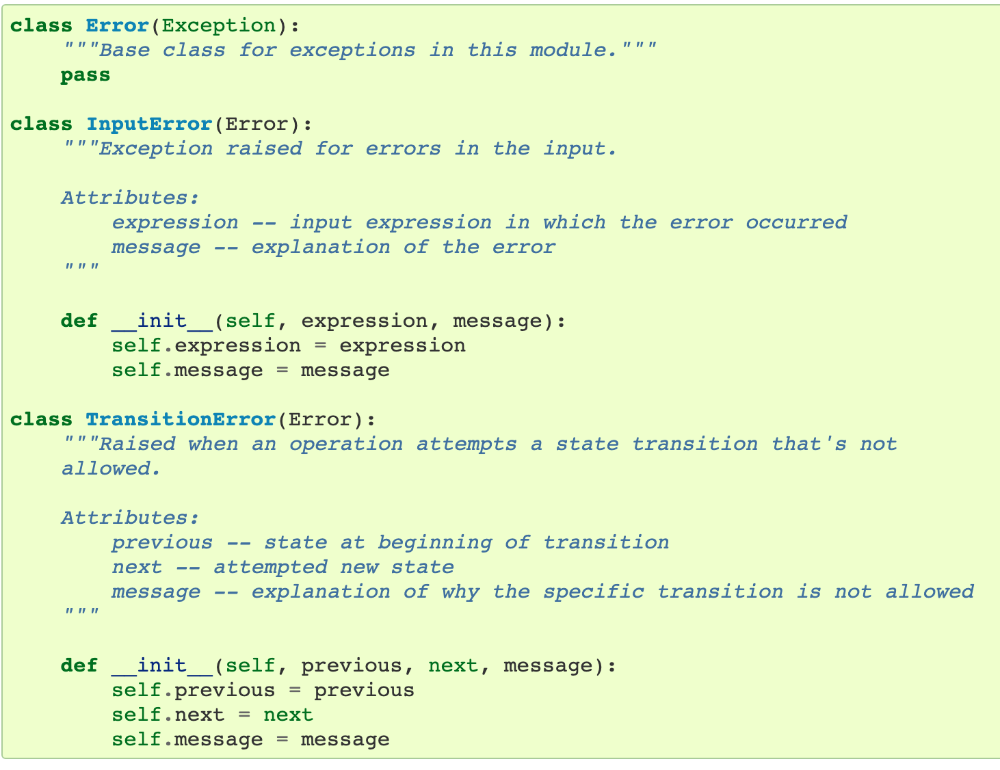 class Error(Exception):
    """Base class for exceptions in this module."""
    pass

class InputError(Error):
    """Exception raised for errors in the input.

    Attributes:
        expression -- input expression in which the error occurred
        message -- explanation of the error
    """

    def __init__(self, expression, message):
        self.expression = expression
        self.message = message

class TransitionError(Error):
    """Raised when an operation attempts a state transition that's not
    allowed.

    Attributes:
        previous -- state at beginning of transition
        next -- attempted new state
        message -- explanation of why the specific transition is not allowed
    """

    def __init__(self, previous, next, message):
        self.previous = previous
        self.next = next
        self.message = message